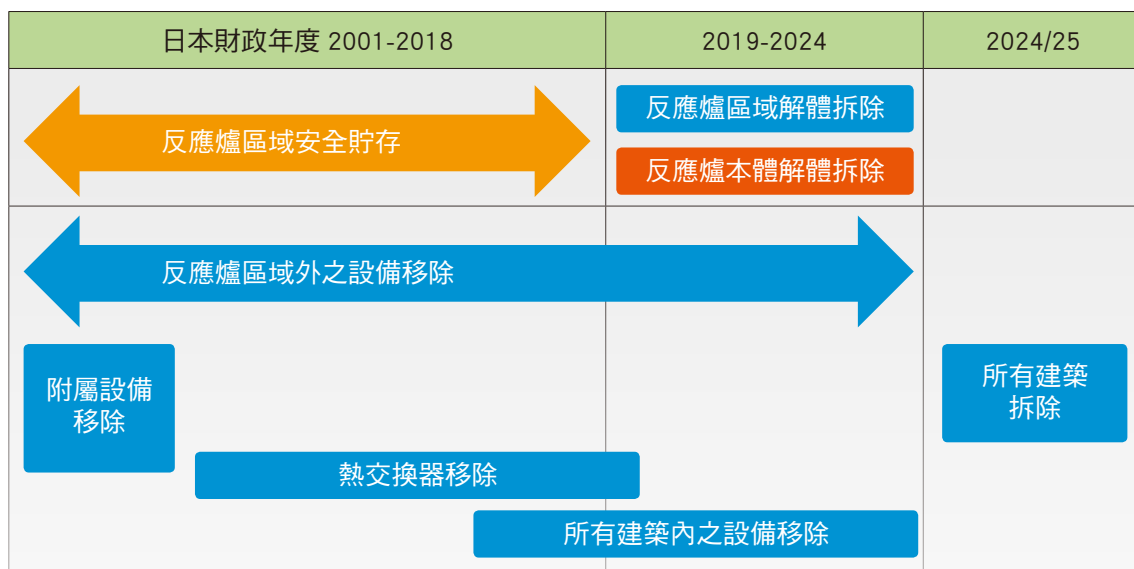 日本財政年度 2001-2018
2019-2024
2024/25
反應爐區域安全貯存
反應爐區域解體拆除
反應爐本體解體拆除
反應爐區域外之設備移除
附屬設備
移除
所有建築
拆除
熱交換器移除
所有建築內之設備移除